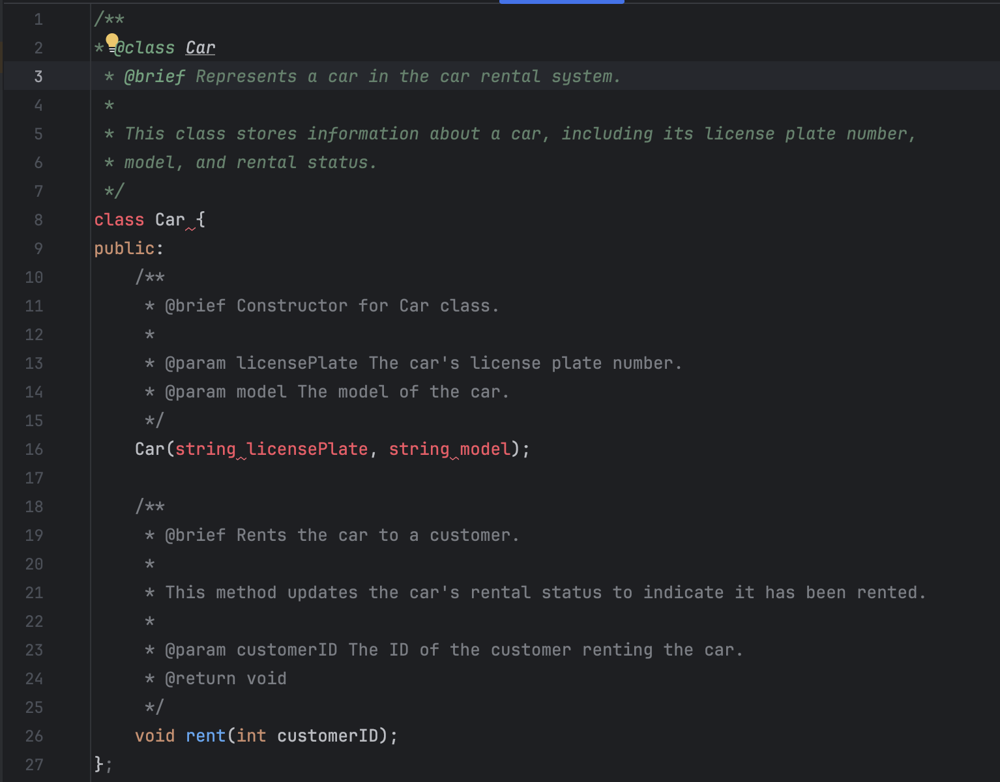 1 /**
2 * @class Car
3 * @brief Represents a car in the car rental system.
4 *
5 * This class stores information about a car, including its license plate number,
6 * model, and rental status.
7 */
8 class Car {
9 public:
10 /**
11 * @brief Constructor for Car class.
12 *
13 * @param licensePlate The car's license plate number.
14 * @param model The model of the car.
15 */
16 Car(string licensePlate, string model);
17
18 /**
19 * @brief Rents the car to a customer.
20 *
21 * This method updates the car's rental status to indicate it has been rented.
22 *
23 * @param customerID The ID of the customer renting the car.
24 * @return void
25 */
26 void rent(int customerID);
27 };